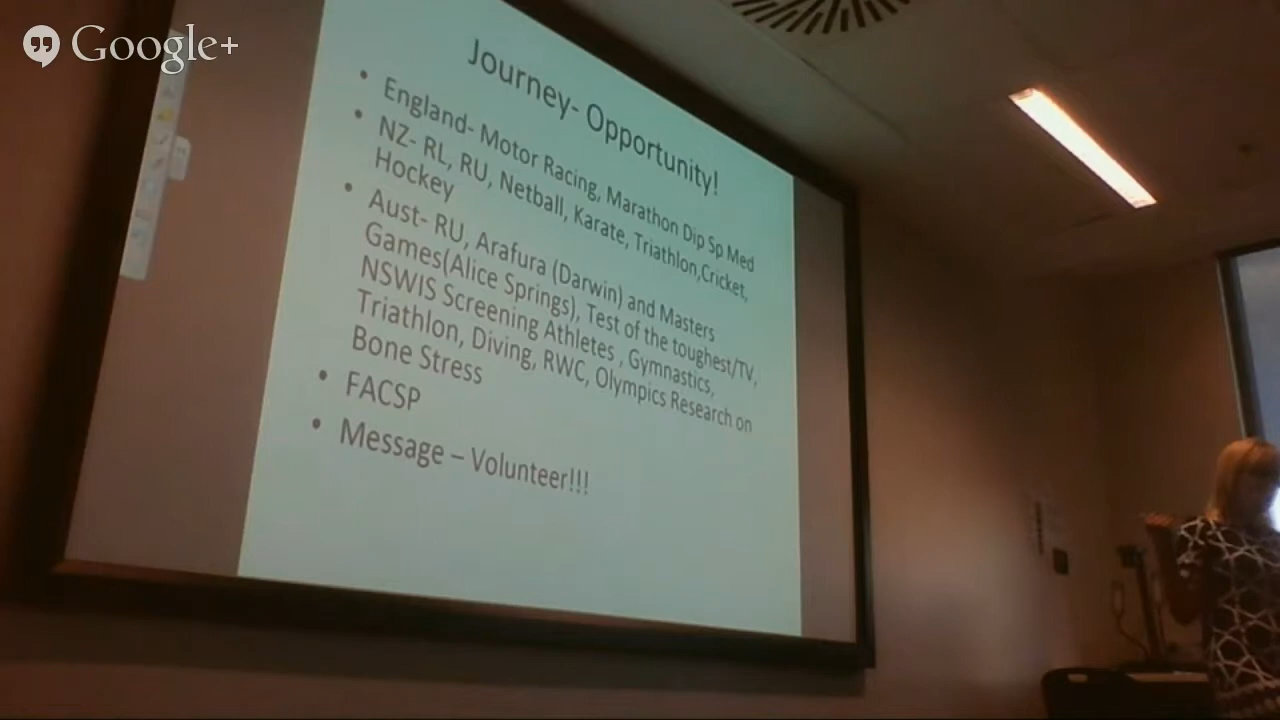 Google+
Journey- Opportunity!
• England- Motor Racing, Marathon Dip Sp Med
• NZ- RL, RU, Netball, Karate, Triathlon,Cricket,
Hockey
• Aust- RU, Arafura (Darwin) and Masters
Games(Alice Springs), Test of the toughest/TV,
NSWIS Screening Athletes , Gymnastics,
Triathlon, Diving, RWC, Olympics Research on
Bone Stress
• FACSP
• Message – Volunteer!!!